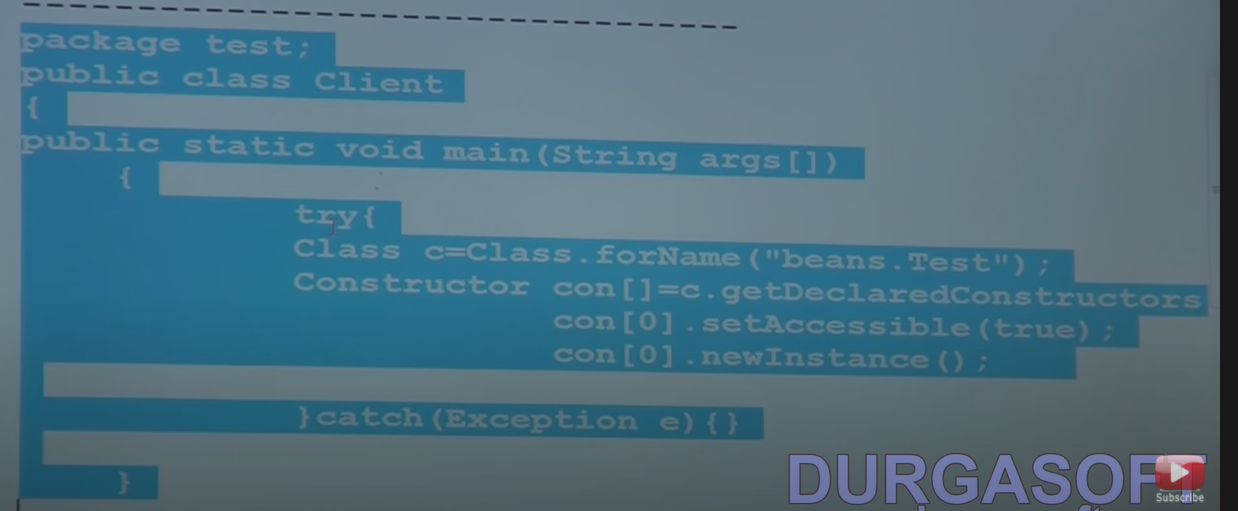 package test;
public class Client
{
public static void main(String args[])
{
try{
Class c=Class.forName("beans.Test");
Constructor con[]=c.getDeclaredConstructors
con[0].setAccessible(true);
con[0].newInstance();
}catch(Exception e){}
}
DURGASOFT
Subscribe